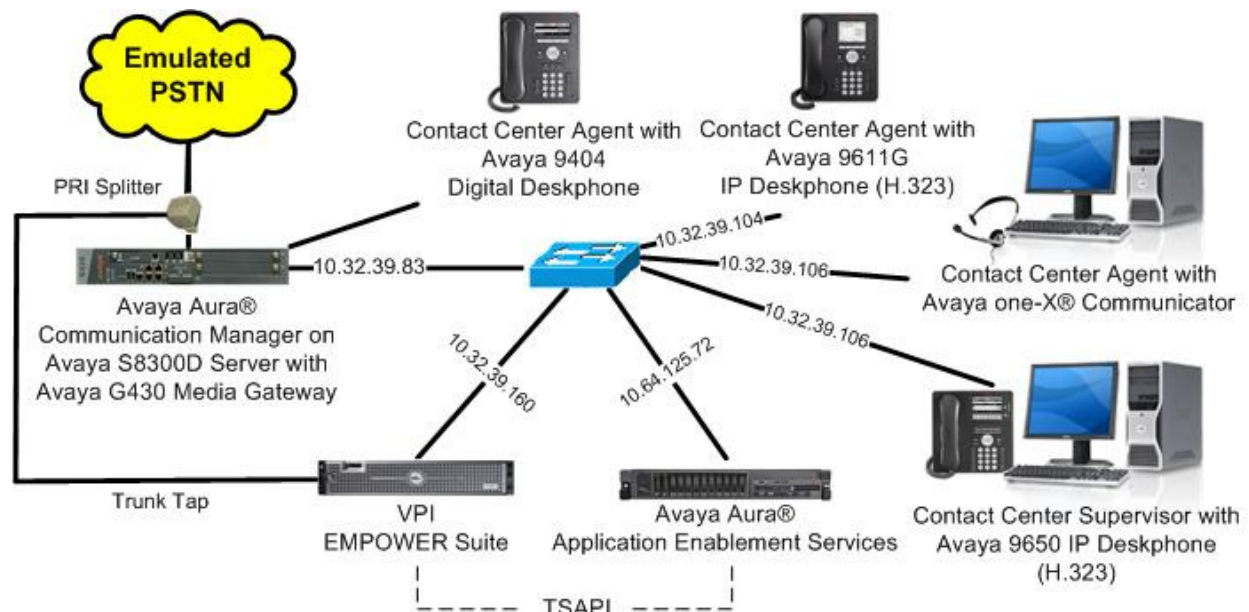 Emulated
PSTN
PRI Splitter
Contact Center Agent with
Avaya 9404
Digital Deskphone
Contact Center Agent with
Avaya 9611G
IP Deskphone (H.323)
10.32.39.83
10.32.39.104
10.32.39.106
10.32.39.106
Contact Center Agent with
Avaya one-X® Communicator
Avaya Aura®
Communication Manager on
Avaya S8300D Server with
Avaya G430 Media Gateway
10.32.39.160
10.64.125.72
Trunk Tap
VPI
EMPOWER Suite
Avaya Aura®
Application Enablement Services
Contact Center Supervisor with
Avaya 9650 IP Deskphone
(H.323)
TSAPI